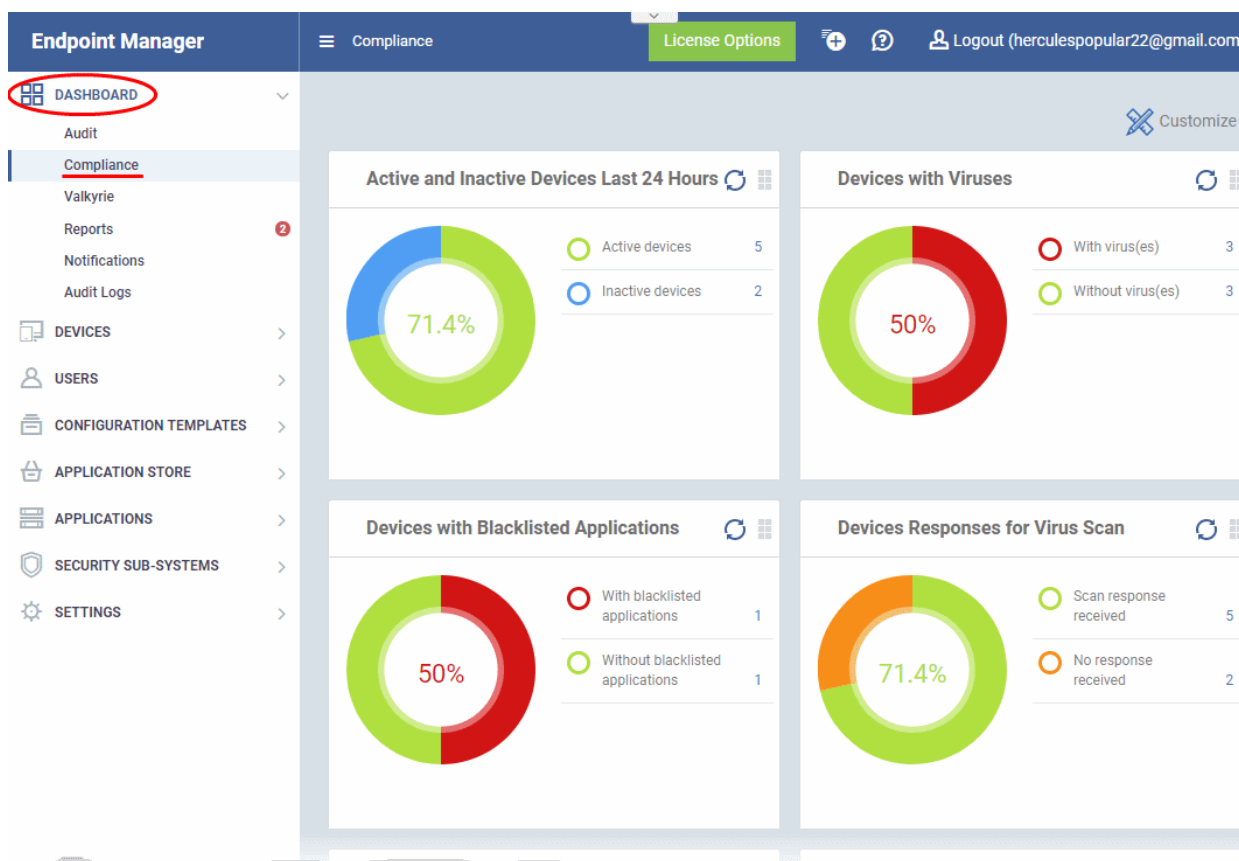 Endpoint Manager
Compliance
License Options
Logout (herculespopular22@gmail.com
DASHBOARD
Audit
Compliance
Valkyrie
Reports
2
Notifications
Audit Logs
DEVICES
USERS
CONFIGURATION TEMPLATES
APPLICATION STORE
APPLICATIONS
SECURITY SUB-SYSTEMS
SETTINGS
Customize
Active and Inactive Devices Last 24 Hours
71.4%
Active devices 5
Inactive devices 2
Devices with Viruses
50%
With virus(es) 3
Without virus(es) 3
Devices with Blacklisted Applications
50%
With blacklisted
applications 1
Without blacklisted
applications 1
Devices Responses for Virus Scan
71.4%
Scan response
received 5
No response
received 2